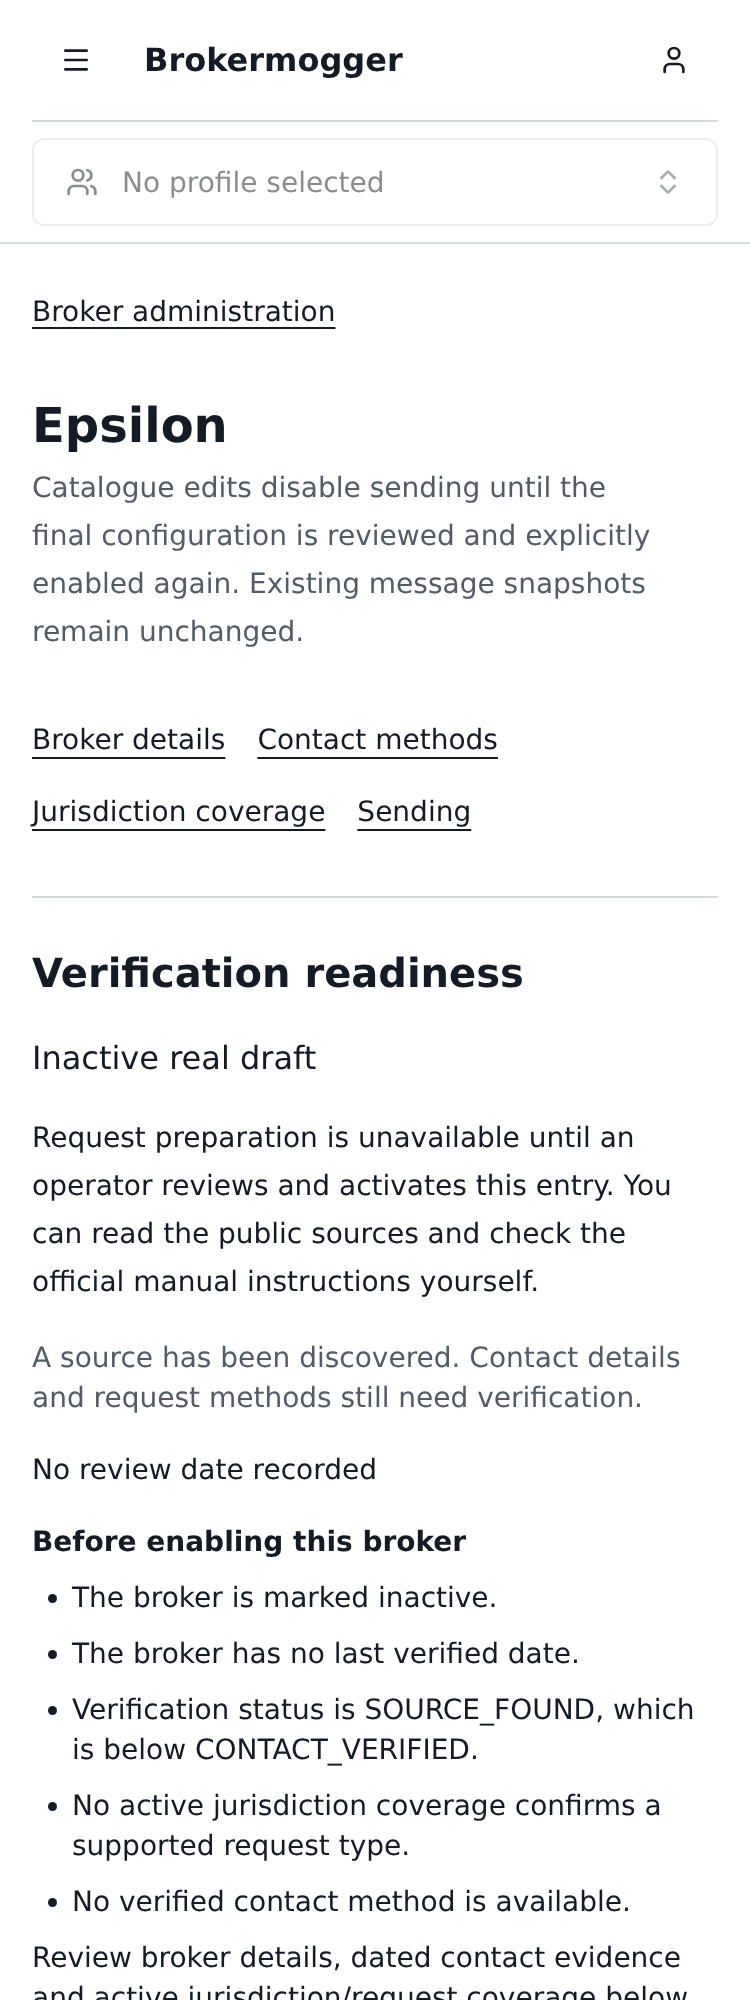 Brokermogger
No profile selected
Broker administration
Epsilon
Catalogue edits disable sending until the
final configuration is reviewed and explicitly
enabled again. Existing message snapshots
remain unchanged.
Broker details Contact methods
Jurisdiction coverage Sending
Verification readiness
Inactive real draft
Request preparation is unavailable until an
operator reviews and activates this entry. You
can read the public sources and check the
official manual instructions yourself.
A source has been discovered. Contact details
and request methods still need verification.
No review date recorded
Before enabling this broker
• The broker is marked inactive.
• The broker has no last verified date.
• Verification status is SOURCE_FOUND, which
is below CONTACT_VERIFIED.
• No active jurisdiction coverage confirms a
supported request type.
• No verified contact method is available.
Review broker details, dated contact evidence
and active jurisdiction/request coverage below